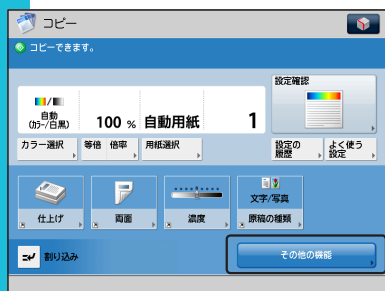 コピー
コピーできます。
設定確認
自動
(カラー/白黒)
100 % 自動用紙 1
カラー選択 等倍 倍率 用紙選択
設定の
履歴
よく使う
設定
仕上げ 両面 濃度
文字/写真
原稿の種類
割り込み
その他の機能